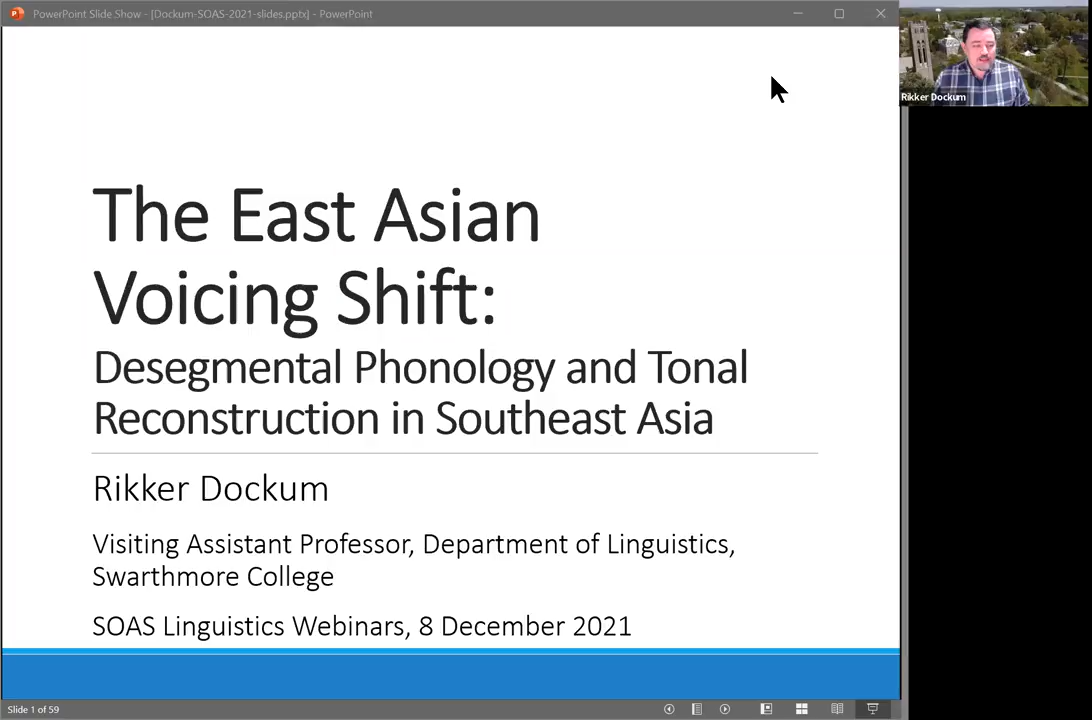 PowerPoint Slide Show - [Dockum-SOAS-2021-slides.pptx] - PowerPoint
Rikker Dockum
The East Asian
Voicing Shift:
Desegmental Phonology and Tonal
Reconstruction in Southeast Asia
Rikker Dockum
Visiting Assistant Professor, Department of Linguistics,
Swarthmore College
SOAS Linguistics Webinars, 8 December 2021
Slide 1 of 59